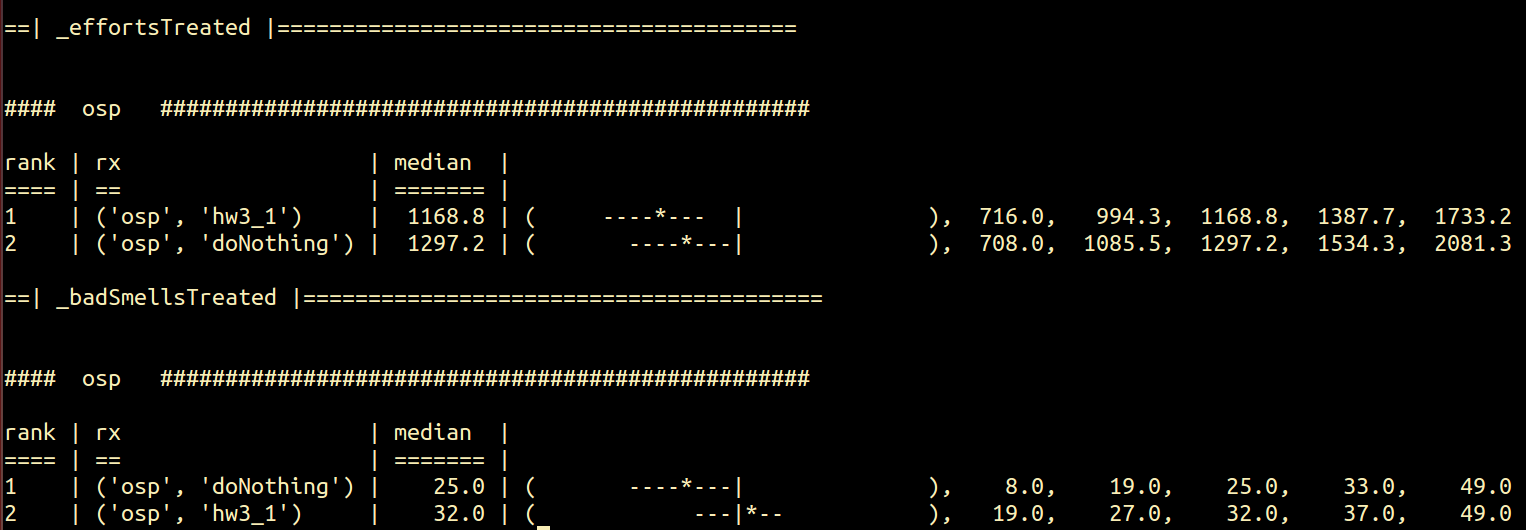 ==| _effortsTreated |========================================
####  osp   ##################################################
rank | rx                   | median  |
==== | ==                   | ======= |
1    | ('osp', 'hw3_1')     |  1168.8 | (     ----*---  |              ),  716.0,   994.3,  1168.8,  1387.7,  1733.2
2    | ('osp', 'doNothing') |  1297.2 | (       ----*---|              ),  708.0,  1085.5,  1297.2,  1534.3,  2081.3
==| _badSmellsTreated |========================================
####  osp   ##################################################
rank | rx                   | median  |
==== | ==                   | ======= |
1    | ('osp', 'doNothing') |    25.0 | (       ----*---|              ),    8.0,    19.0,    25.0,    33.0,    49.0
2    | ('osp', 'hw3_1')     |    32.0 | (            ---|*--           ),   19.0,    27.0,    32.0,    37.0,    49.0